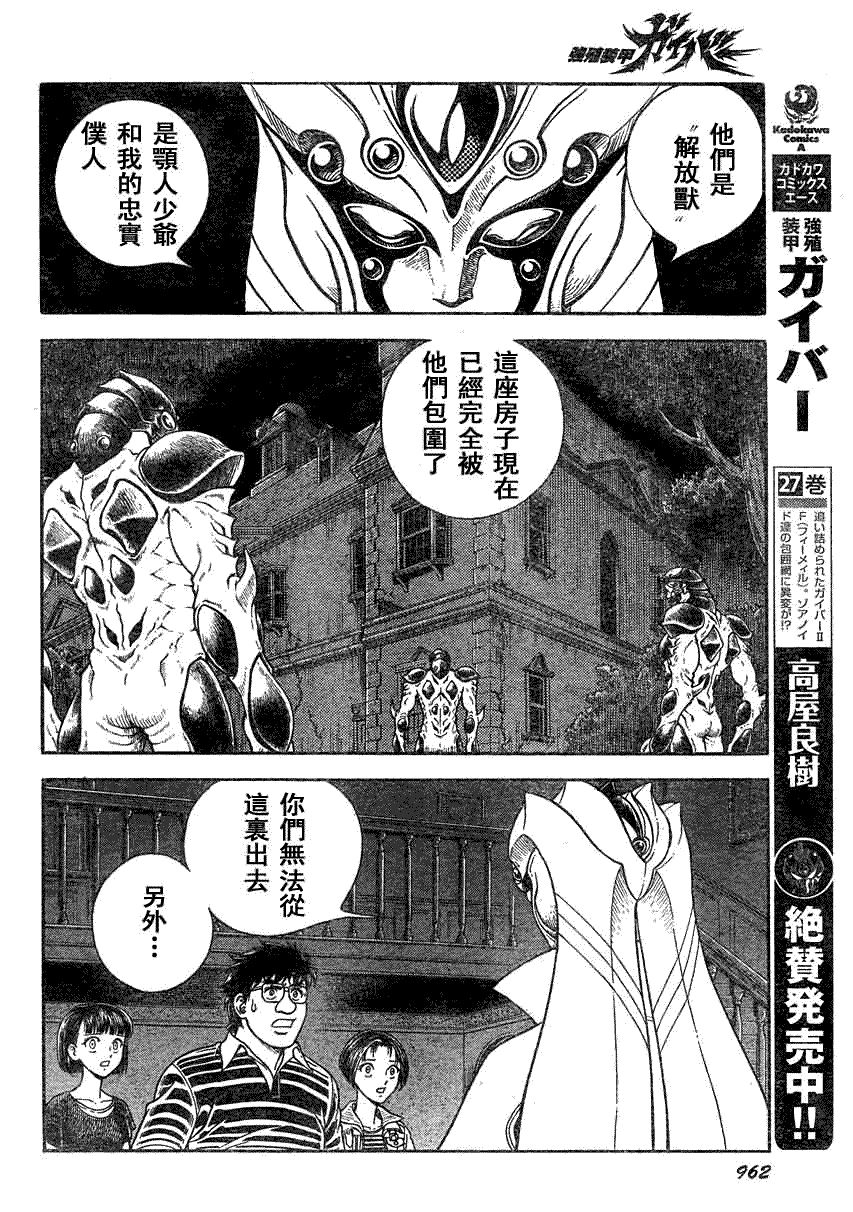 強殖装甲ガイバー
他們是
〝解放獸〞
是顎人少爺
和我的忠實
僕人
這座房子現在
已經完全被
他們包圍了
你們無法從
這裏出去
另外…
Kadokawa
Comics
A
カドカワ
コミックス
エース
強殖
装甲
ガイバー
27巻
追い詰められたガイバーⅡ
F(フィーメィル)。ゾアノイ
ド達の包囲網に異変が!?
高屋良樹
絶賛発売中!!
962